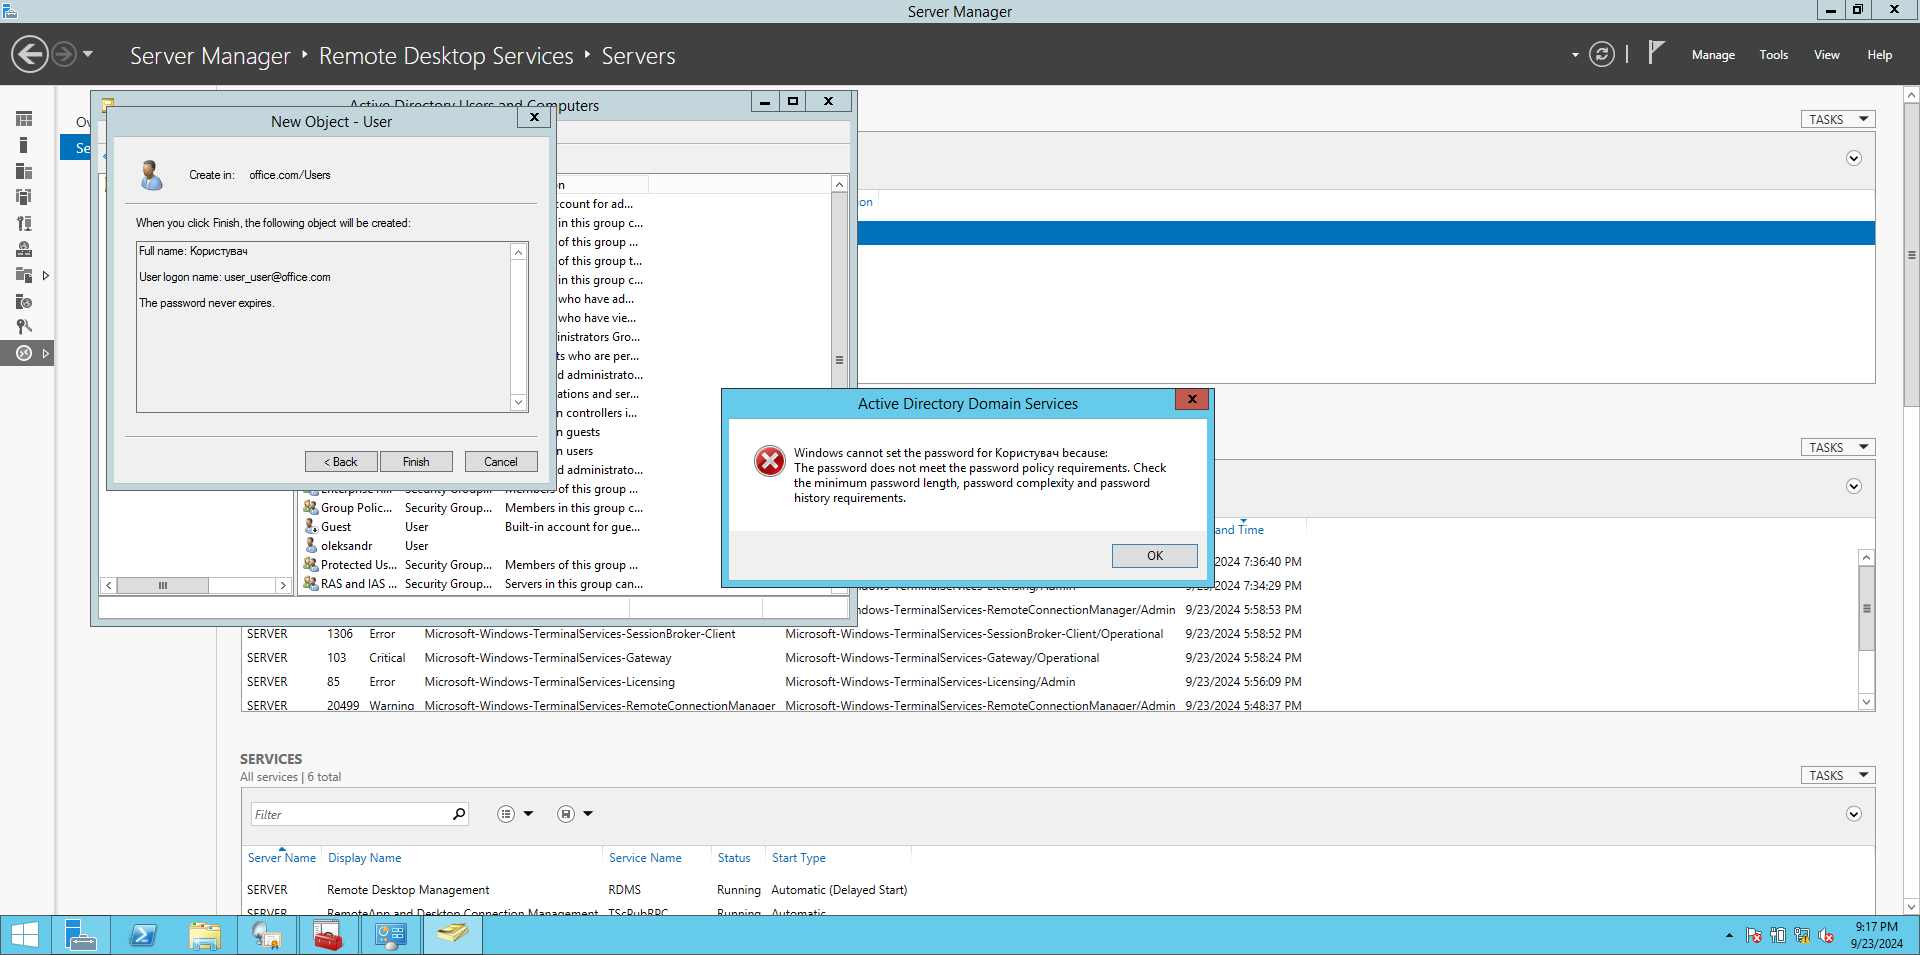 Server Manager
Server Manager ‣ Remote Desktop Services ‣ Servers
Manage Tools View Help
TASKS
Active Directory Users and Computers
New Object - User
Create in: office.com/Users
When you click Finish, the following object will be created:
Full name: Користувач
User logon name: user_user@office.com
The password never expires.
< Back Finish Cancel
count for ad...
in this group c...
of this group ...
of this group t...
in this group c...
who have ad...
who have vie...
inistrators Gro...
ts who are per...
d administrato...
ations and ser...
n controllers i...
n guests
n users
d administrato...
Members of this group ...
Group Polic... Security Group... Members in this group c...
Guest User Built-in account for gue...
oleksandr User
Protected Us... Security Group... Members of this group ...
RAS and IAS ... Security Group... Servers in this group can...
Active Directory Domain Services
Windows cannot set the password for Користувач because:
The password does not meet the password policy requirements. Check
the minimum password length, password complexity and password
history requirements.
OK
TASKS
and Time
2024 7:36:40 PM
2024 7:34:29 PM
dows-TerminalServices-RemoteConnectionManager/Admin 9/23/2024 5:58:53 PM
SERVER 1306 Error Microsoft-Windows-TerminalServices-SessionBroker-Client Microsoft-Windows-TerminalServices-SessionBroker-Client/Operational 9/23/2024 5:58:52 PM
SERVER 103 Critical Microsoft-Windows-TerminalServices-Gateway Microsoft-Windows-TerminalServices-Gateway/Operational 9/23/2024 5:58:24 PM
SERVER 85 Error Microsoft-Windows-TerminalServices-Licensing Microsoft-Windows-TerminalServices-Licensing/Admin 9/23/2024 5:56:09 PM
SERVER 20499 Warning Microsoft-Windows-TerminalServices-RemoteConnectionManager Microsoft-Windows-TerminalServices-RemoteConnectionManager/Admin 9/23/2024 5:48:37 PM
SERVICES
All services | 6 total
TASKS
Filter
Server Name Display Name Service Name Status Start Type
SERVER Remote Desktop Management RDMS Running Automatic (Delayed Start)
SERVER RemoteApp and Desktop Connection Management TScPubRPC Running Automatic
9:17 PM
9/23/2024